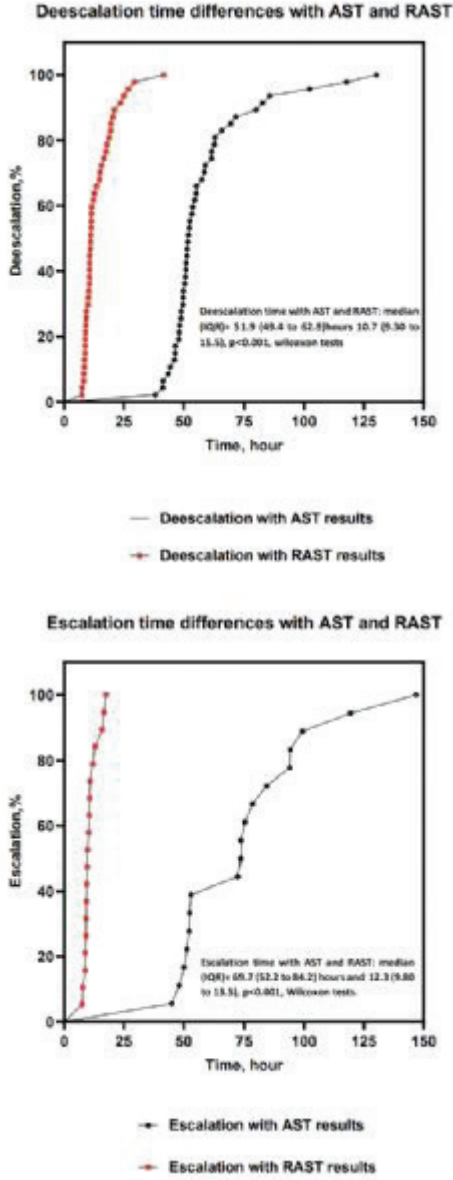 Deescalation time differences with AST and RAST
100
80
60
40
20
0
Deescalation,%
Deescalation time with AST and RAST: median
(IQR)= 51.9 (49.4 to 62.8)hours 10.7 (9.30 to
15.5), p<0.001, wilcoxon tests
0 25 50 75 100 125 150
Time, hour
Deescalation with AST results
Deescalation with RAST results
Escalation time differences with AST and RAST
100
80
60
40
20
0
Escalation,%
Escalation time with AST and RAST: median
(IQR)= 69.7 (52.2 to 84.2) hours and 12.3 (9.80
to 13.5), p<0.001, Wilcoxon tests.
0 25 50 75 100 125 150
Time, hour
Escalation with AST results
Escalation with RAST results